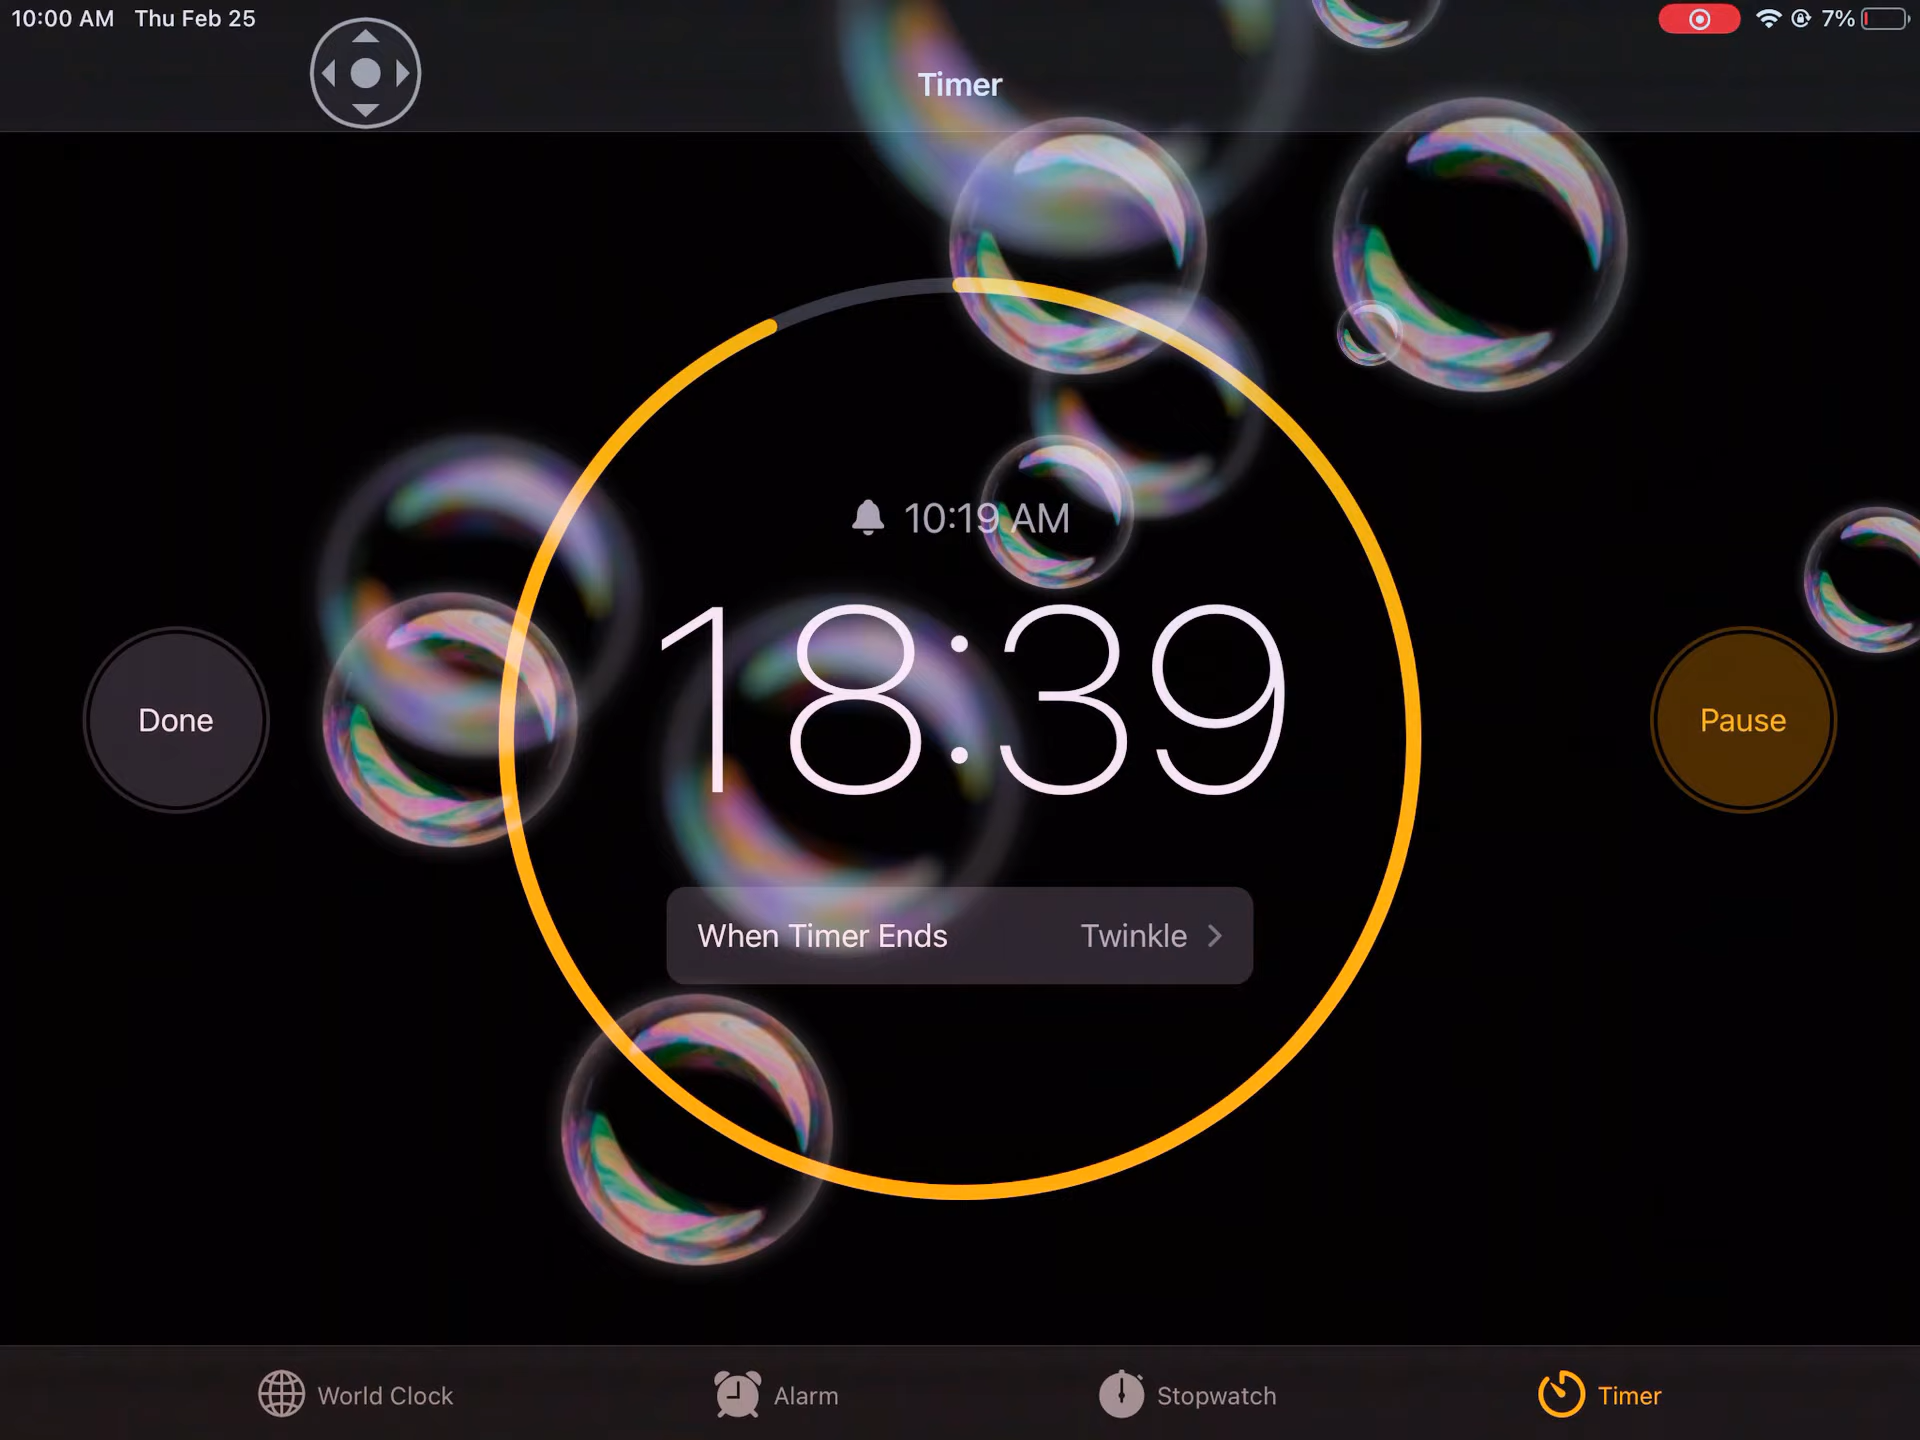 10:00 AM Thu Feb 25
7%
Timer
10:19 AM
18:39
Done
Pause
When Timer Ends Twinkle
World Clock
Alarm
Stopwatch
Timer